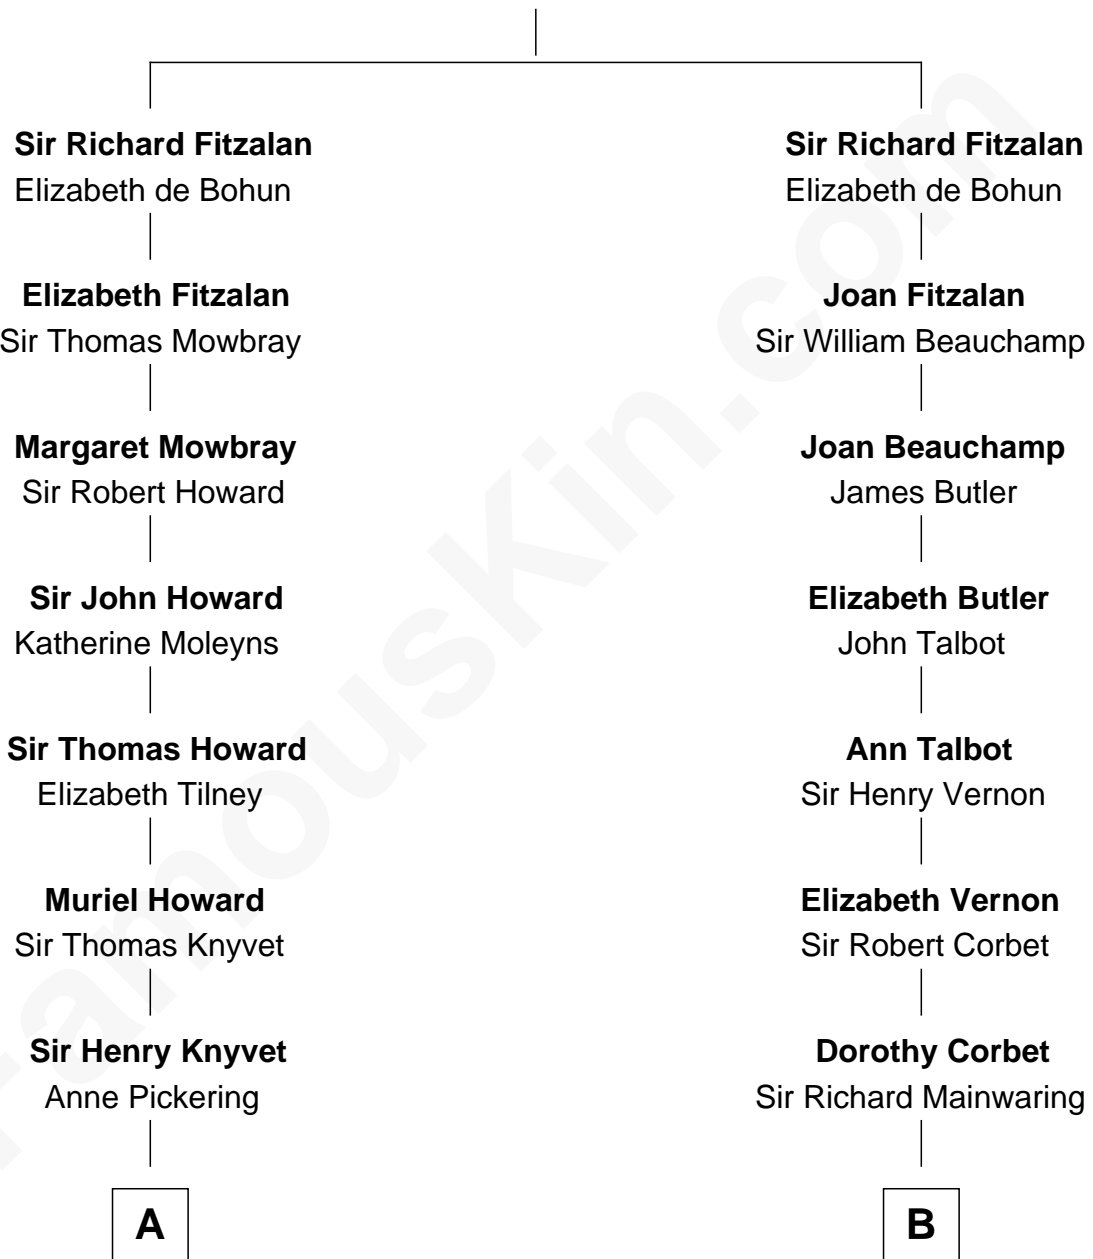 Sir Richard Fitzalan
Elizabeth de Bohun
Elizabeth Fitzalan
Sir Thomas Mowbray
Margaret Mowbray
Sir Robert Howard
Sir John Howard
Katherine Moleyns
Sir Thomas Howard
Elizabeth Tilney
Muriel Howard
Sir Thomas Knyvet
Sir Henry Knyvet
Anne Pickering
A
Sir Richard Fitzalan
Elizabeth de Bohun
Joan Fitzalan
Sir William Beauchamp
Joan Beauchamp
James Butler
Elizabeth Butler
John Talbot
Ann Talbot
Sir Henry Vernon
Elizabeth Vernon
Sir Robert Corbet
Dorothy Corbet
Sir Richard Mainwaring
B
FamousKin.com